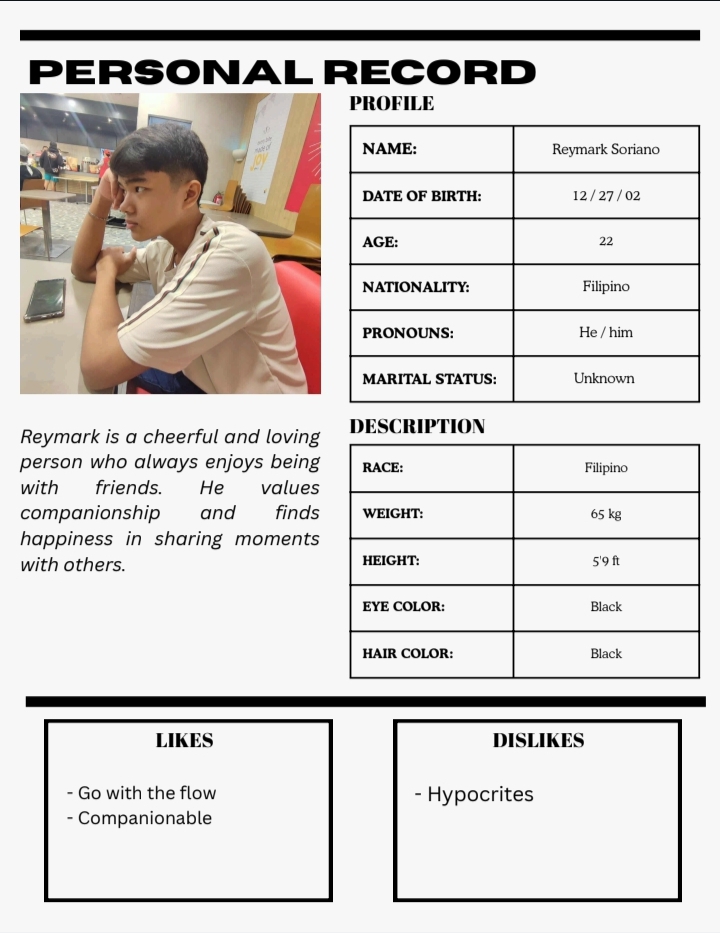 PERSONAL RECORD
PROFILE
NAME: Reymark Soriano
DATE OF BIRTH: 12 / 27 / 02
AGE: 22
NATIONALITY: Filipino
PRONOUNS: He / him
MARITAL STATUS: Unknown
Reymark is a cheerful and loving
person who always enjoys being
with friends. He values
companionship and finds
happiness in sharing moments
with others.
DESCRIPTION
RACE: Filipino
WEIGHT: 65 kg
HEIGHT: 5'9 ft
EYE COLOR: Black
HAIR COLOR: Black
LIKES
- Go with the flow
- Companionable
DISLIKES
- Hypocrites